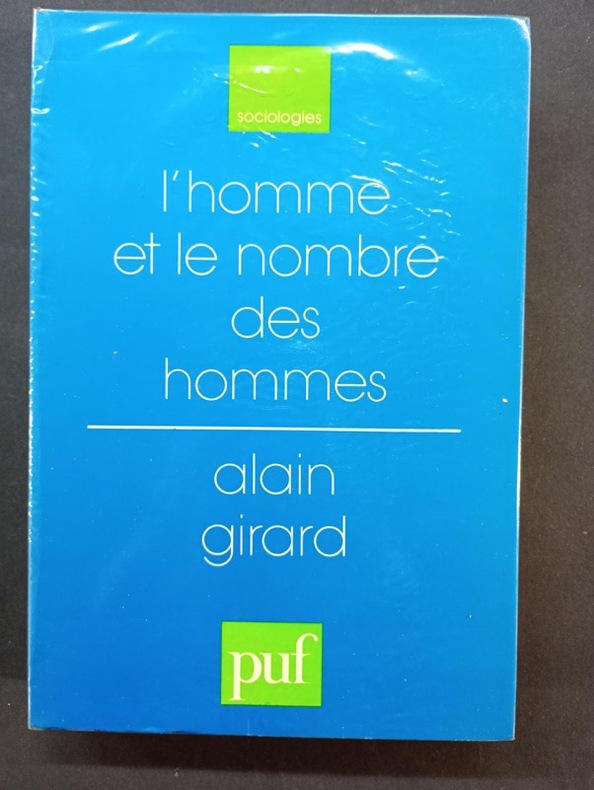 sociologies
l'homme
et le nombre
des
hommes
alain
girard
puf